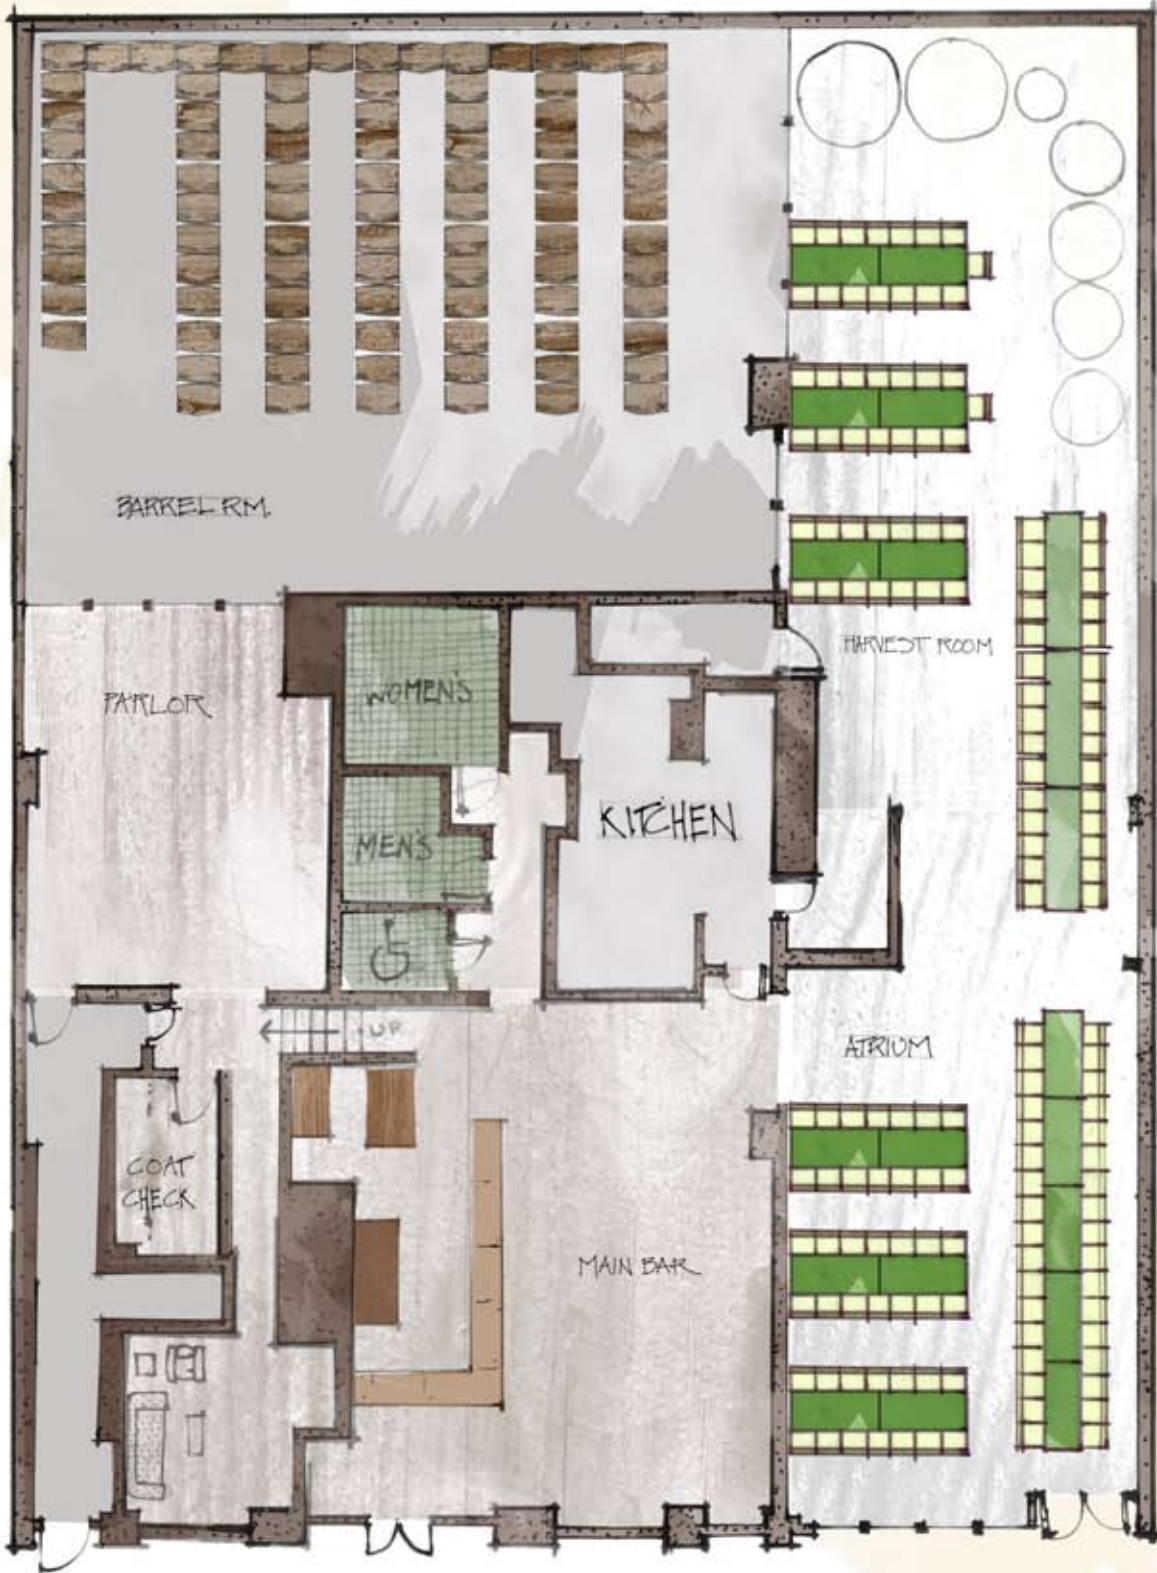 BARREL RM.
HARVEST ROOM
PARLOR
WOMEN'S
KITCHEN
MEN'S
UP
ATRIUM
COAT
CHECK
MAIN BAR